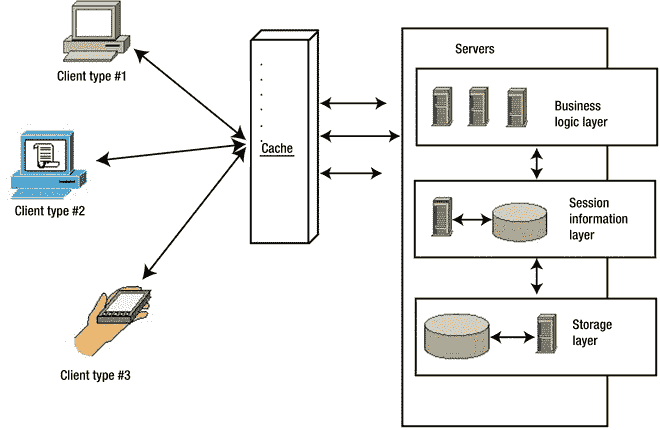 Client type #1
Client type #2
Client type #3
Cache
Servers
Business
logic layer
Session
information
layer
Storage
layer